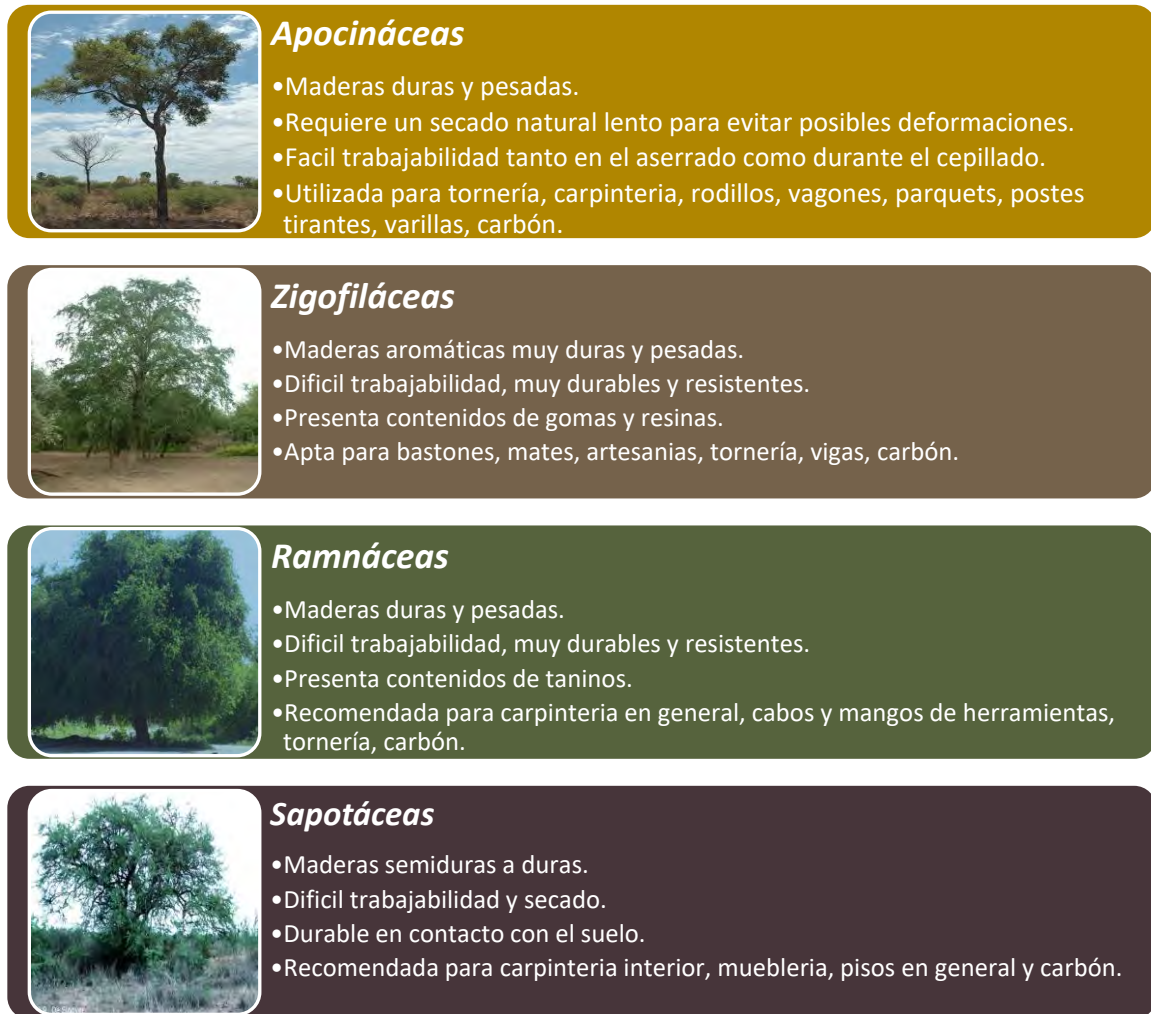 Apocináceas
•Maderas duras y pesadas.
•Requiere un secado natural lento para evitar posibles deformaciones.
•Facil trabajabilidad tanto en el aserrado como durante el cepillado.
•Utilizada para tornería, carpinteria, rodillos, vagones, parquets, postes
tirantes, varillas, carbón.
Zigofiláceas
•Maderas aromáticas muy duras y pesadas.
•Dificil trabajabilidad, muy durables y resistentes.
•Presenta contenidos de gomas y resinas.
•Apta para bastones, mates, artesanias, tornería, vigas, carbón.
Ramnáceas
•Maderas duras y pesadas.
•Dificil trabajabilidad, muy durables y resistentes.
•Presenta contenidos de taninos.
•Recomendada para carpinteria en general, cabos y mangos de herramientas,
tornería, carbón.
Sapotáceas
•Maderas semiduras a duras.
•Dificil trabajabilidad y secado.
•Durable en contacto con el suelo.
•Recomendada para carpinteria interior, muebleria, pisos en general y carbón.